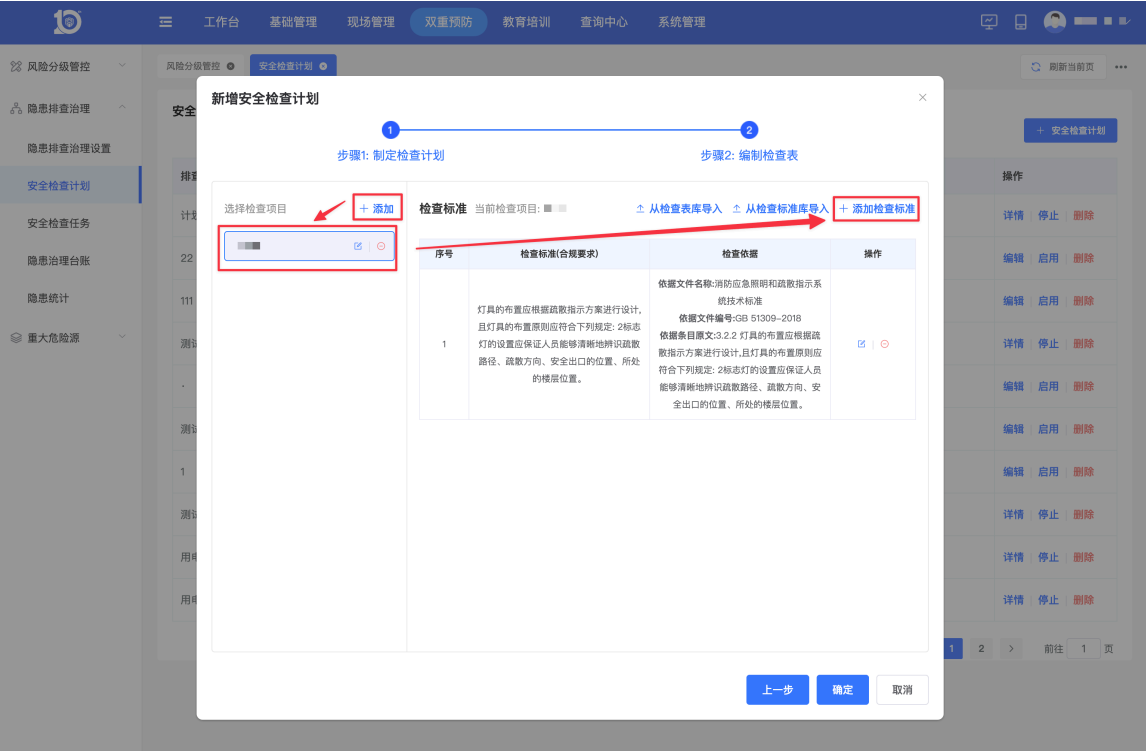 工作台 基础管理 现场管理 双重预防 教育培训 查询中心 系统管理
风险分级管控
隐患排查治理
隐患排查治理设置
安全检查计划
安全检查任务
隐患治理台账
隐患统计
重大危险源
风险分级管控 安全检查计划 刷新当前页
安全
+ 安全检查计划
新增安全检查计划
1 2
步骤1: 制定检查计划 步骤2: 编制检查表
选择检查项目 + 添加
检查标准 当前检查项目: 从检查表库导入 从检查标准库导入 + 添加检查标准
序号 检查标准(合规要求) 检查依据 操作
1
灯具的布置应根据疏散指示方案进行设计,
且灯具的布置原则应符合下列规定: 2标志
灯的设置应保证人员能够清晰地辨识疏散
路径、疏散方向、安全出口的位置、所处
的楼层位置。
依据文件名称:消防应急照明和疏散指示系
统技术标准
依据文件编号:GB 51309-2018
依据条目原文:3.2.2 灯具的布置应根据疏
散指示方案进行设计,且灯具的布置原则应
符合下列规定: 2标志灯的设置应保证人员
能够清晰地辨识疏散路径、疏散方向、安
全出口的位置、所处的楼层位置。
上一步 确定 取消
排 操作
计 详情 停止 删除
22 编辑 启用 删除
111 编辑 启用 删除
测 详情 停止 删除
. 编辑 启用 删除
测 编辑 启用 删除
1 编辑 启用 删除
测 详情 停止 删除
用 详情 停止 删除
用 详情 停止 删除
1 2 > 前往 1 页